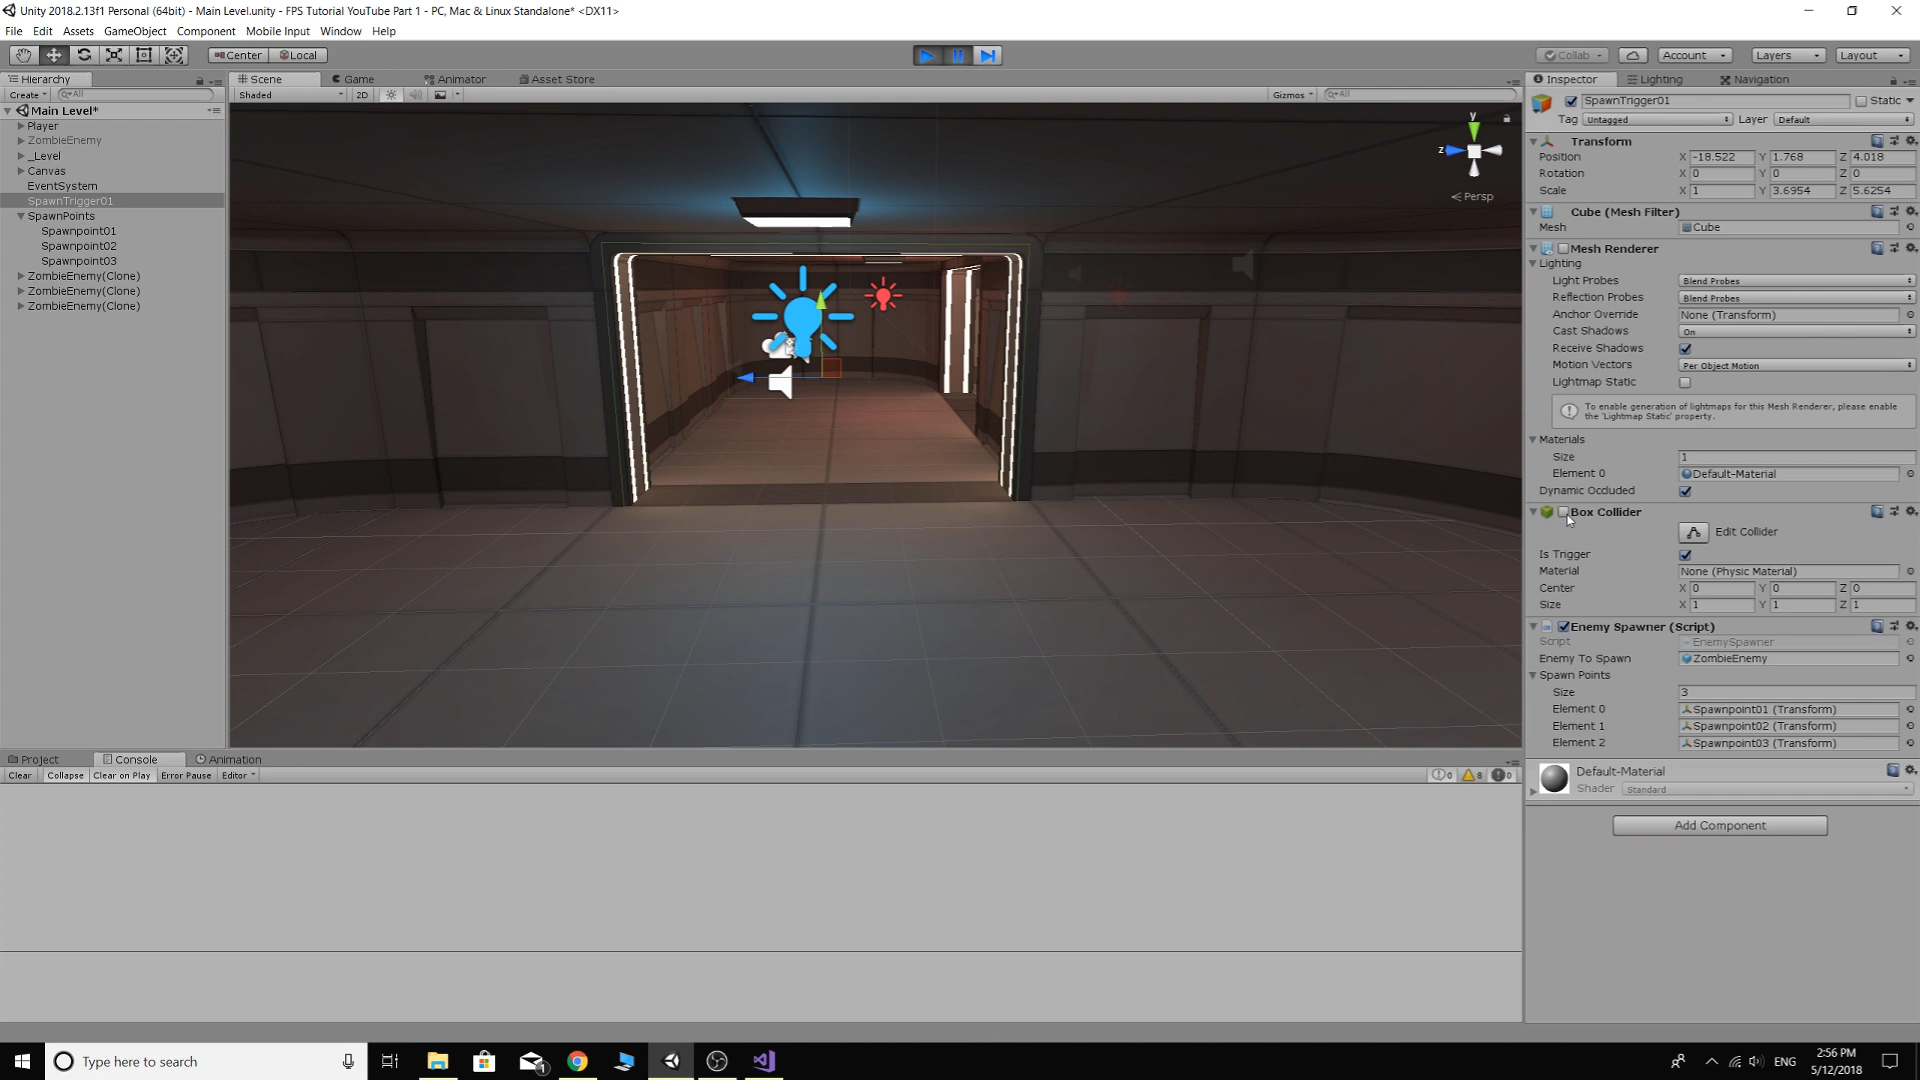 Unity 2018.2.13f1 Personal (64bit) - Main Level.unity - FPS Tutorial YouTube Part 1 - PC, Mac & Linux Standalone* <DX11>
File Edit Assets GameObject Component Mobile Input Window Help
Center Local Collab Account Layers Layout
Hierarchy Scene Game Animator Asset Store Inspector Lighting Navigation
Create All Shaded 2D Gizmos All
Main Level*
Player
ZombieEnemy
_Level
Canvas
EventSystem
SpawnTrigger01
SpawnPoints
Spawnpoint01
Spawnpoint02
Spawnpoint03
ZombieEnemy(Clone)
ZombieEnemy(Clone)
ZombieEnemy(Clone)
y
z
Persp
SpawnTrigger01 Static
Tag Untagged Layer Default
Transform
Position X -18.522 Y 1.768 Z 4.018
Rotation X 0 Y 0 Z 0
Scale X 1 Y 3.6954 Z 5.6254
Cube (Mesh Filter)
Mesh Cube
Mesh Renderer
Lighting
Light Probes Blend Probes
Reflection Probes Blend Probes
Anchor Override None (Transform)
Cast Shadows On
Receive Shadows
Motion Vectors Per Object Motion
Lightmap Static
To enable generation of lightmaps for this Mesh Renderer, please enable
the 'Lightmap Static' property.
Materials
Size 1
Element 0 Default-Material
Dynamic Occluded
Box Collider
Edit Collider
Is Trigger
Material None (Physic Material)
Center X 0 Y 0 Z 0
Size X 1 Y 1 Z 1
Enemy Spawner (Script)
Script EnemySpawner
Enemy To Spawn ZombieEnemy
Spawn Points
Size 3
Element 0 Spawnpoint01 (Transform)
Element 1 Spawnpoint02 (Transform)
Element 2 Spawnpoint03 (Transform)
Default-Material
Shader Standard
Add Component
Project Console Animation
Clear Collapse Clear on Play Error Pause Editor 0 8 0
Type here to search
1
ENG
2:56 PM
5/12/2018